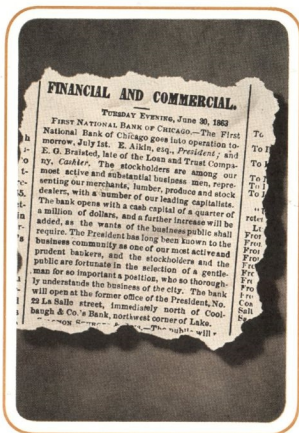 FINANCIAL AND COMMERCIAL.
TUESDAY EVENING, June 30, 1863
FIRST NATIONAL BANK OF CHICAGO.—The First
National Bank of Chicago goes into operation to-
morrow, July 1st. E. Aikin, esq., President; and
E. G. Braisted, late of the Loan and Trust Compa-
ny, Cashier. The stockholders are among our
most active and substantial business men, repre-
senting our merchants, lumber, produce and stock
dealers, with a number of our leading capitalists.
The bank opens with a cash capital of a quarter of
a million of dollars, and a further increase will be
added, as the wants of the business public shall
require. The President has long been known to the
business community as one of our most active and
prudent bankers, and the stockholders and the
public are fortunate in the selection of a gentle-
man for so important a position, who so thorough-
ly understands the business of the city. The bank
will open at the former office of the President, No.
22 La Salle street, immediately north of Cool-
baugh & Co.'s Bank, northwest corner of Lake.